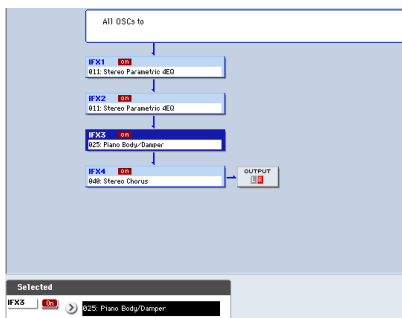 All OSCs to
IFX1 On
011: Stereo Parametric 4EQ
IFX2 On
011: Stereo Parametric 4EQ
IFX3 On
025: Piano Body/Damper
IFX4 On
040: Stereo Chorus
OUTPUT
L R
Selected
IFX3 On 025: Piano Body/Damper